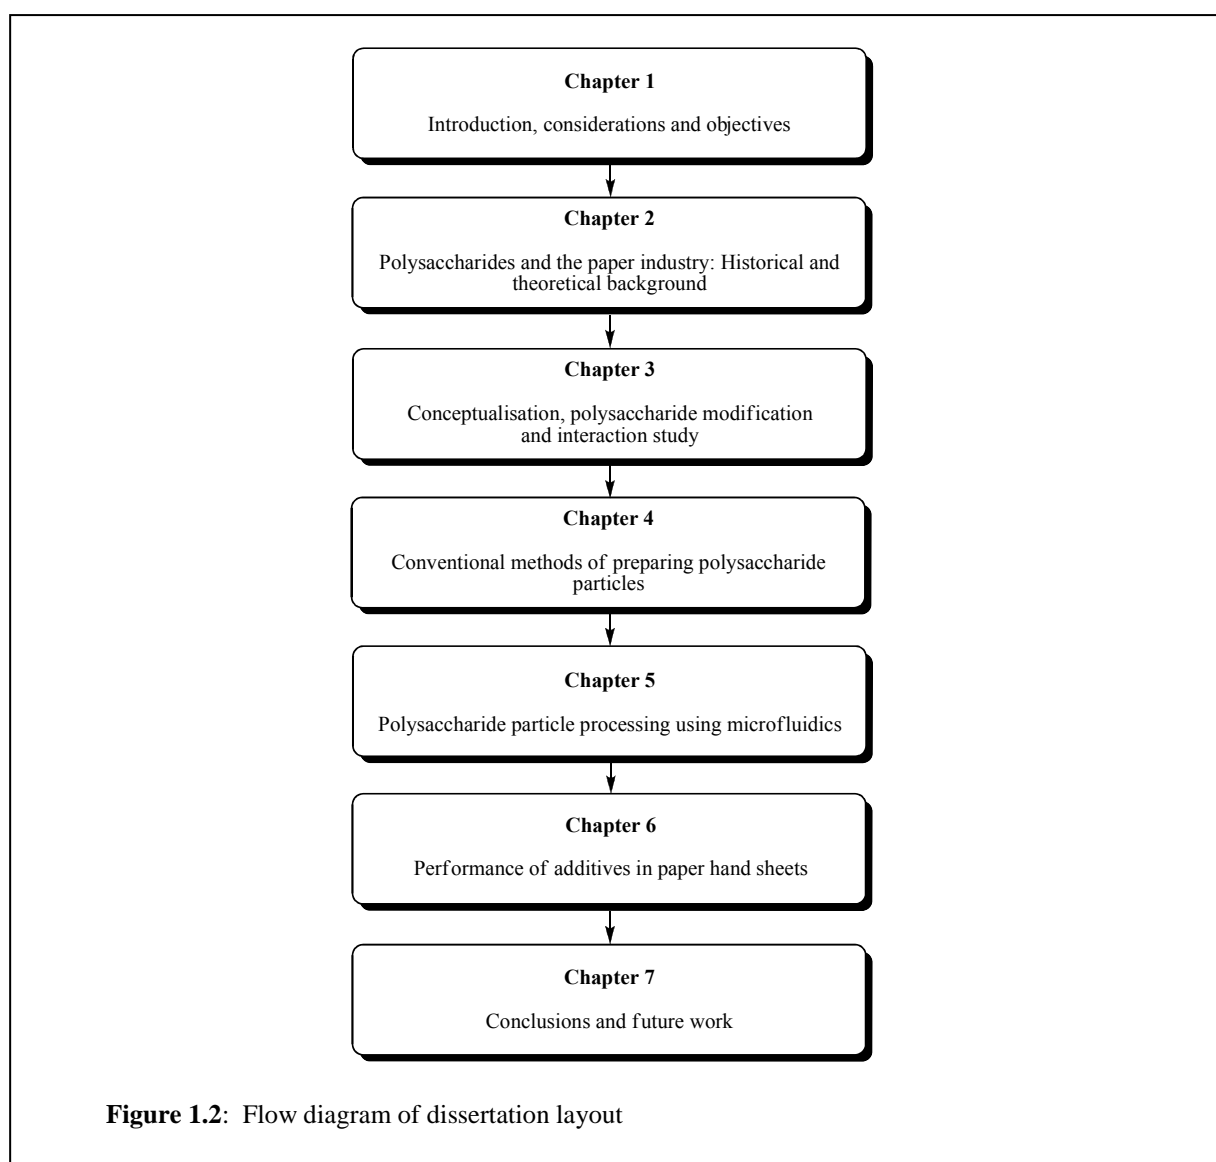 Chapter 1
Introduction, considerations and objectives
Chapter 2
Polysaccharides and the paper industry: Historical and
theoretical background
Chapter 3
Conceptualisation, polysaccharide modification
and interaction study
Chapter 4
Conventional methods of preparing polysaccharide
particles
Chapter 5
Polysaccharide particle processing using microfluidics
Chapter 6
Performance of additives in paper hand sheets
Chapter 7
Conclusions and future work
Figure 1.2:  Flow diagram of dissertation layout